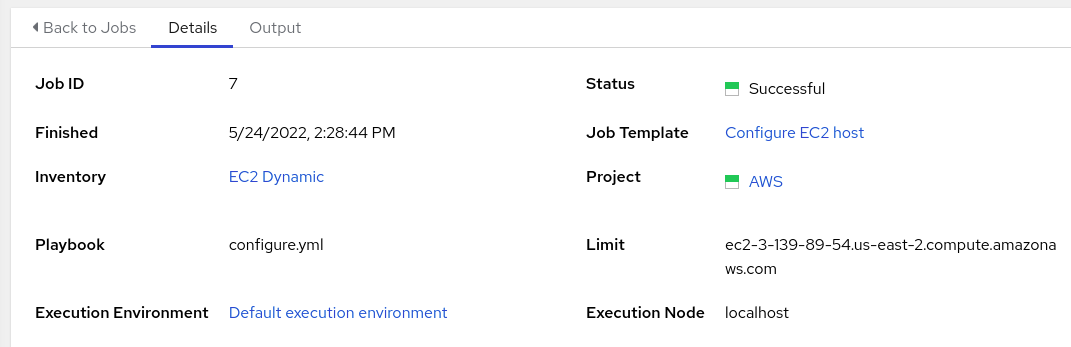 Back to Jobs Details Output
Job ID 7 Status Successful
Finished 5/24/2022, 2:28:44 PM Job Template Configure EC2 host
Inventory EC2 Dynamic Project AWS
Playbook configure.yml Limit ec2-3-139-89-54.us-east-2.compute.amazona
ws.com
Execution Environment Default execution environment Execution Node localhost